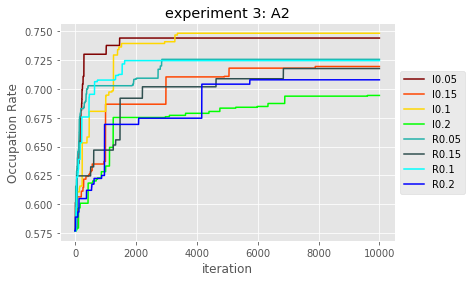 experiment 3: A2
0.750
0.725
0.700
0.675
0.650
0.625
0.600
0.575
Occupation Rate
0 2000 4000 6000 8000 10000
iteration
I0.05
I0.15
I0.1
I0.2
R0.05
R0.15
R0.1
R0.2